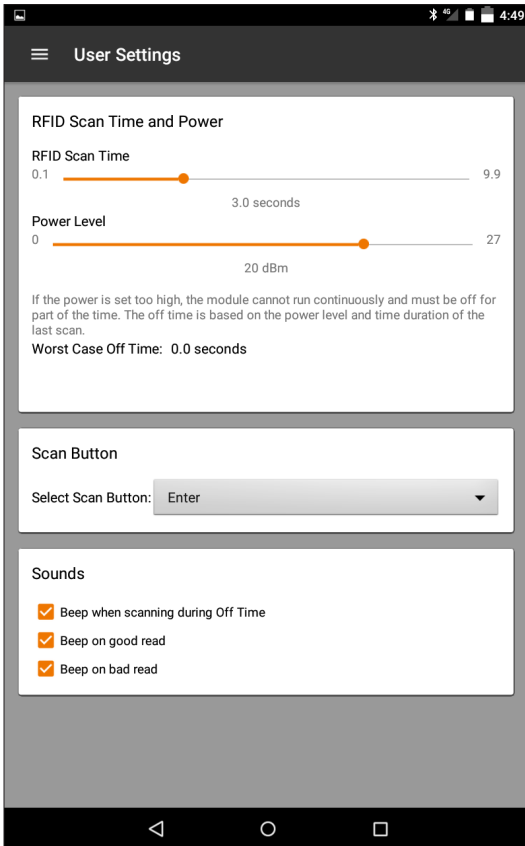 4G 4:49
User Settings
RFID Scan Time and Power
RFID Scan Time
0.1 9.9
3.0 seconds
Power Level
0 27
20 dBm
If the power is set too high, the module cannot run continuously and must be off for
part of the time. The off time is based on the power level and time duration of the
last scan.
Worst Case Off Time: 0.0 seconds
Scan Button
Select Scan Button: Enter
Sounds
Beep when scanning during Off Time
Beep on good read
Beep on bad read